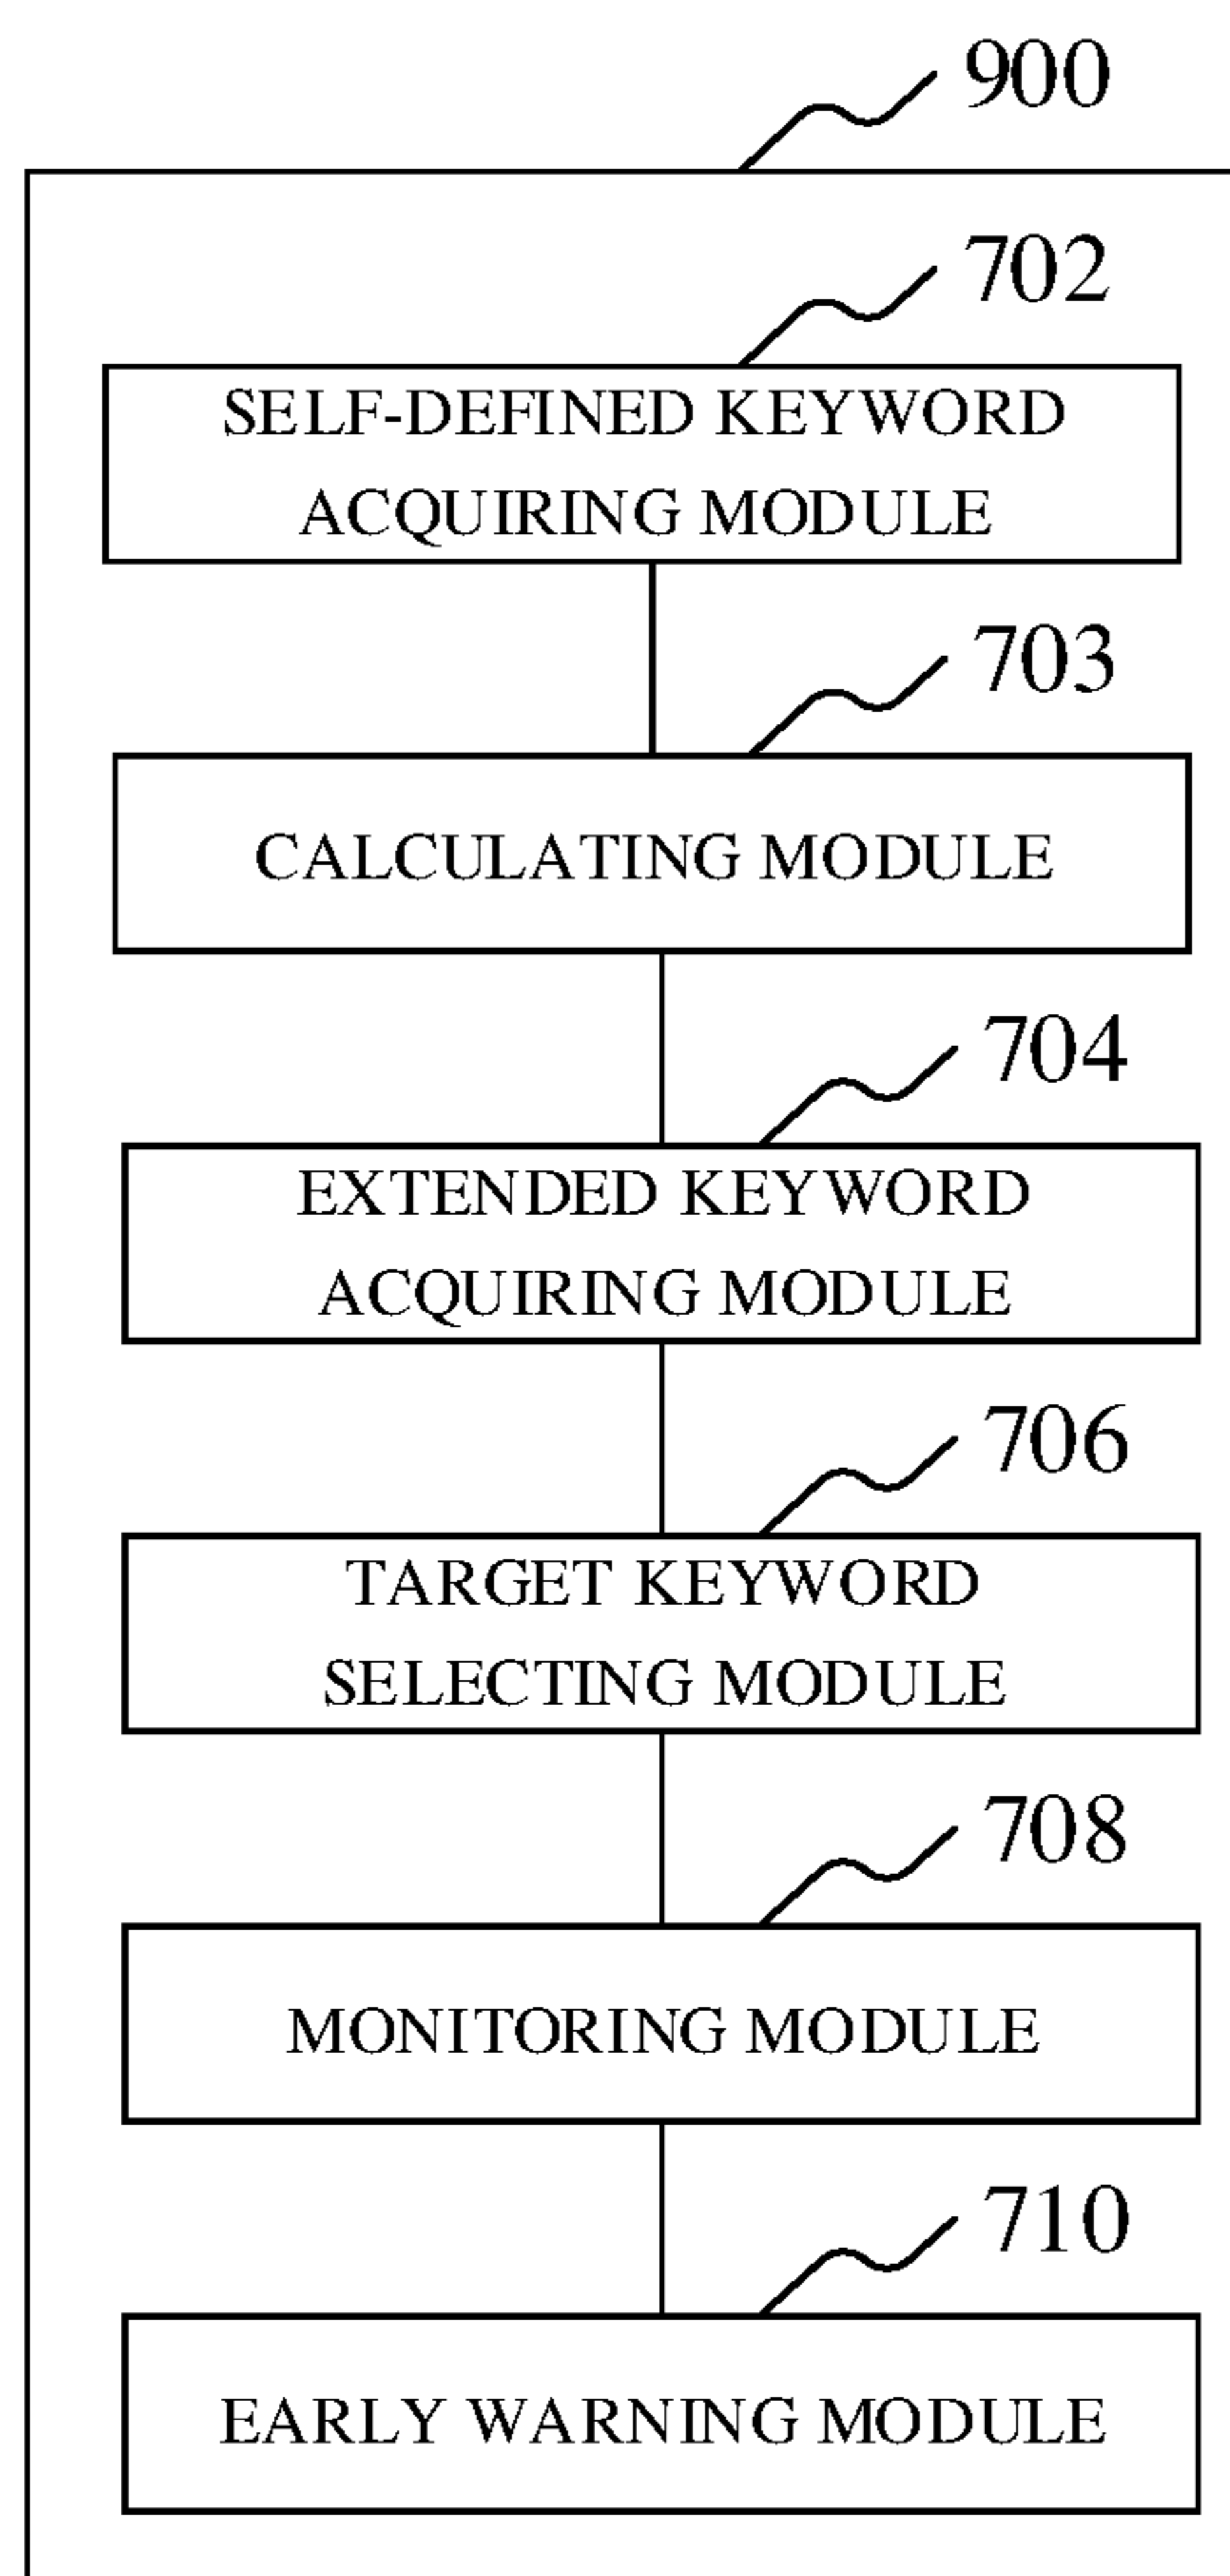 900
702
SELF-DEFINED KEYWORD
ACQUIRING MODULE
703
CALCULATING MODULE
704
EXTENDED KEYWORD
ACQUIRING MODULE
706
TARGET KEYWORD
SELECTING MODULE
708
MONITORING MODULE
710
EARLY WARNING MODULE